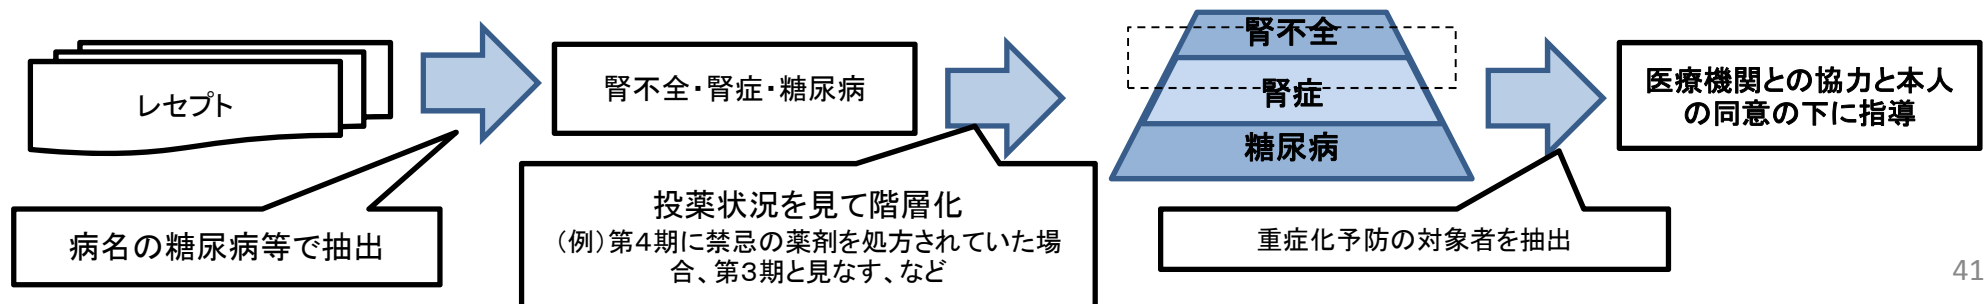 レセプト
病名の糖尿病等で抽出
腎不全・腎症・糖尿病
投薬状況を見て階層化
（例）第４期に禁忌の薬剤を処方されていた場
合、第３期と見なす、など
腎不全
腎症
糖尿病
重症化予防の対象者を抽出
医療機関との協力と本人
の同意の下に指導
41